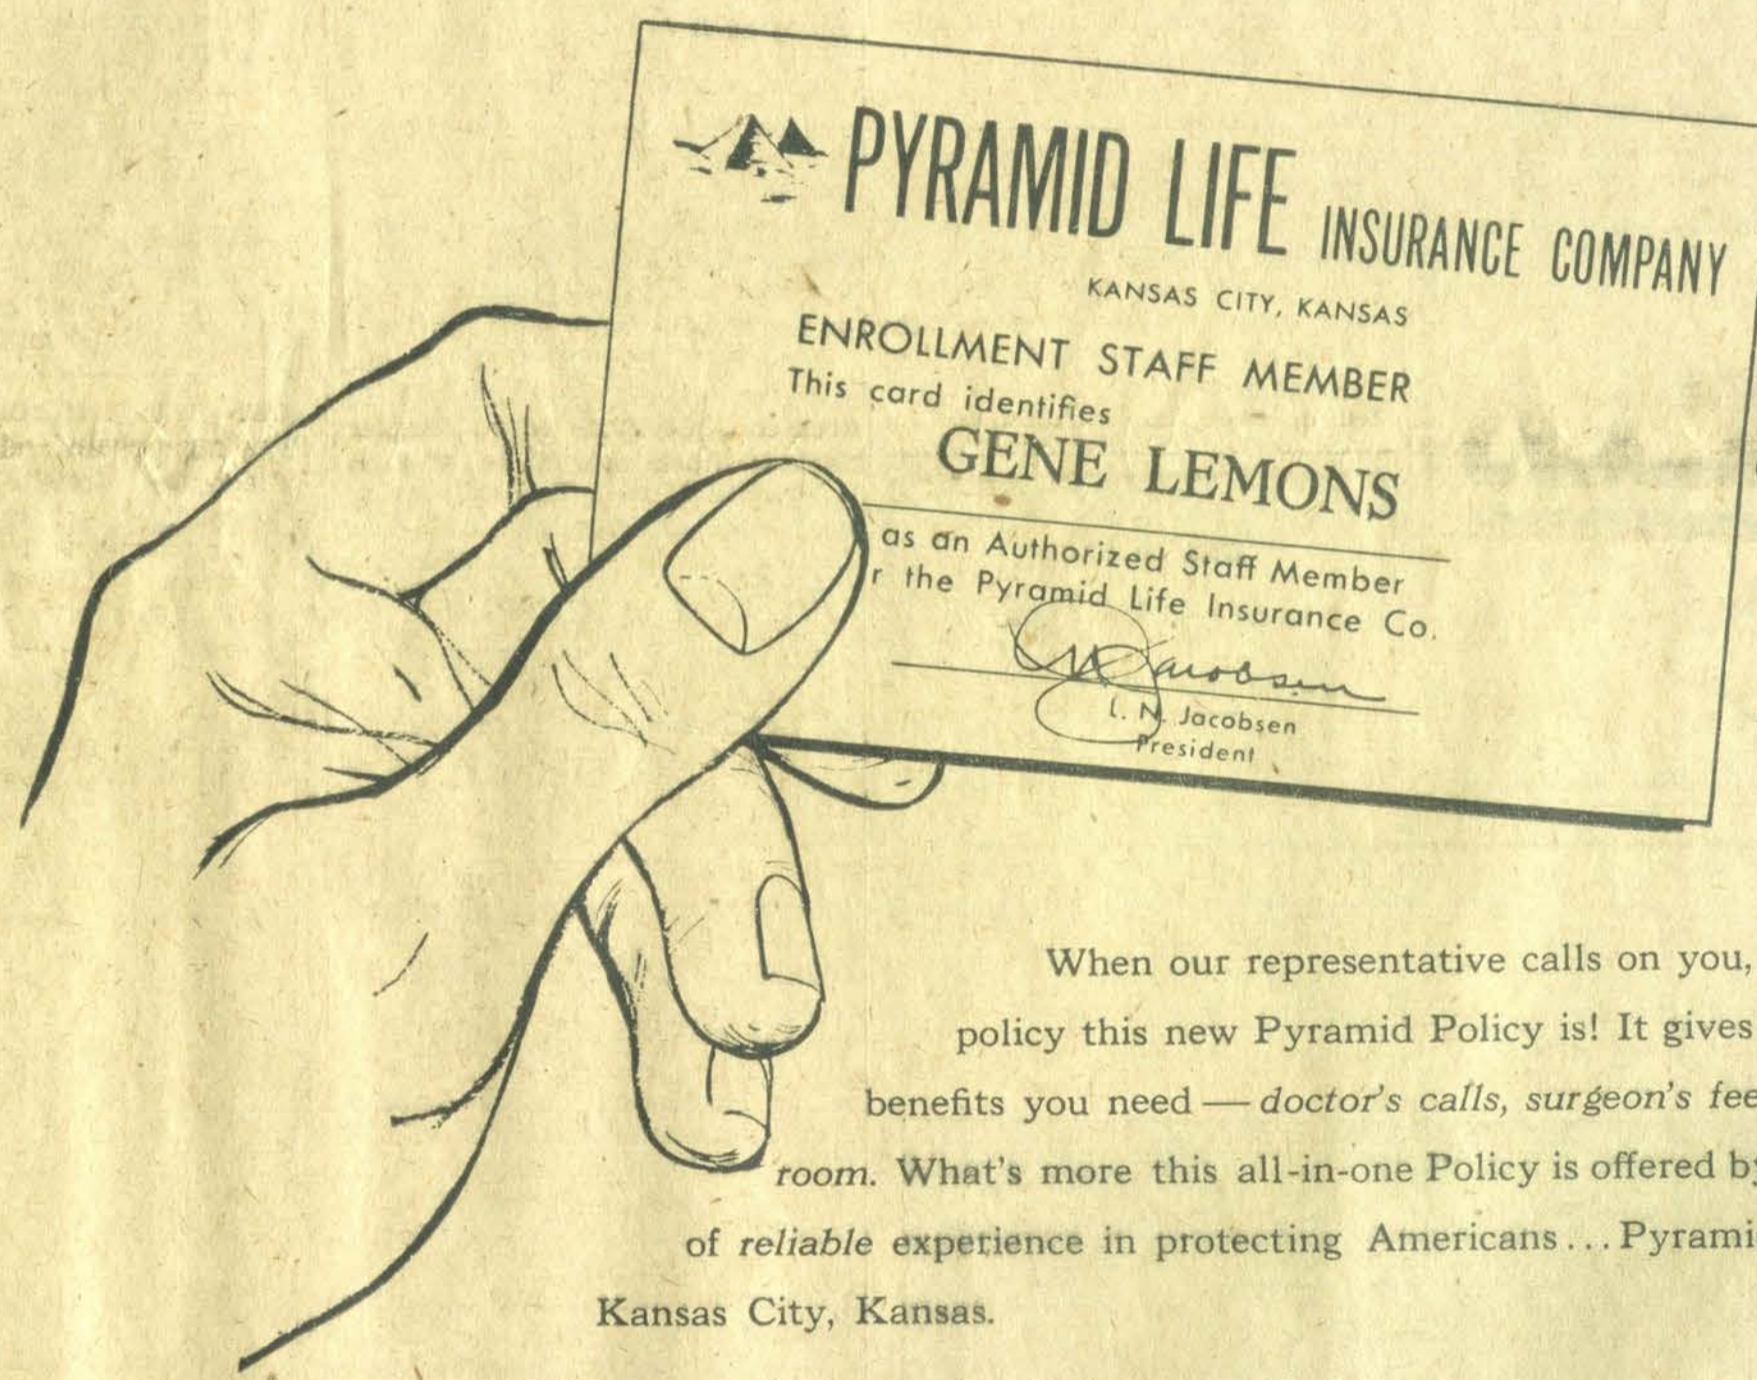 PYRAMID LIFE INSURANCE COMPANY
KANSAS CITY, KANSAS
ENROLLMENT STAFF MEMBER
This card identifies
GENE LEMONS
as an Authorized Staff Member
r the Pyramid Life Insurance Co.
Jacobsen
I. N. Jacobsen
President
When our representative calls on you,
policy this new Pyramid Policy is! It gives
benefits you need — doctor's calls, surgeon's fee
room. What's more this all-in-one Policy is offered by
of reliable experience in protecting Americans... Pyrami
Kansas City, Kansas.